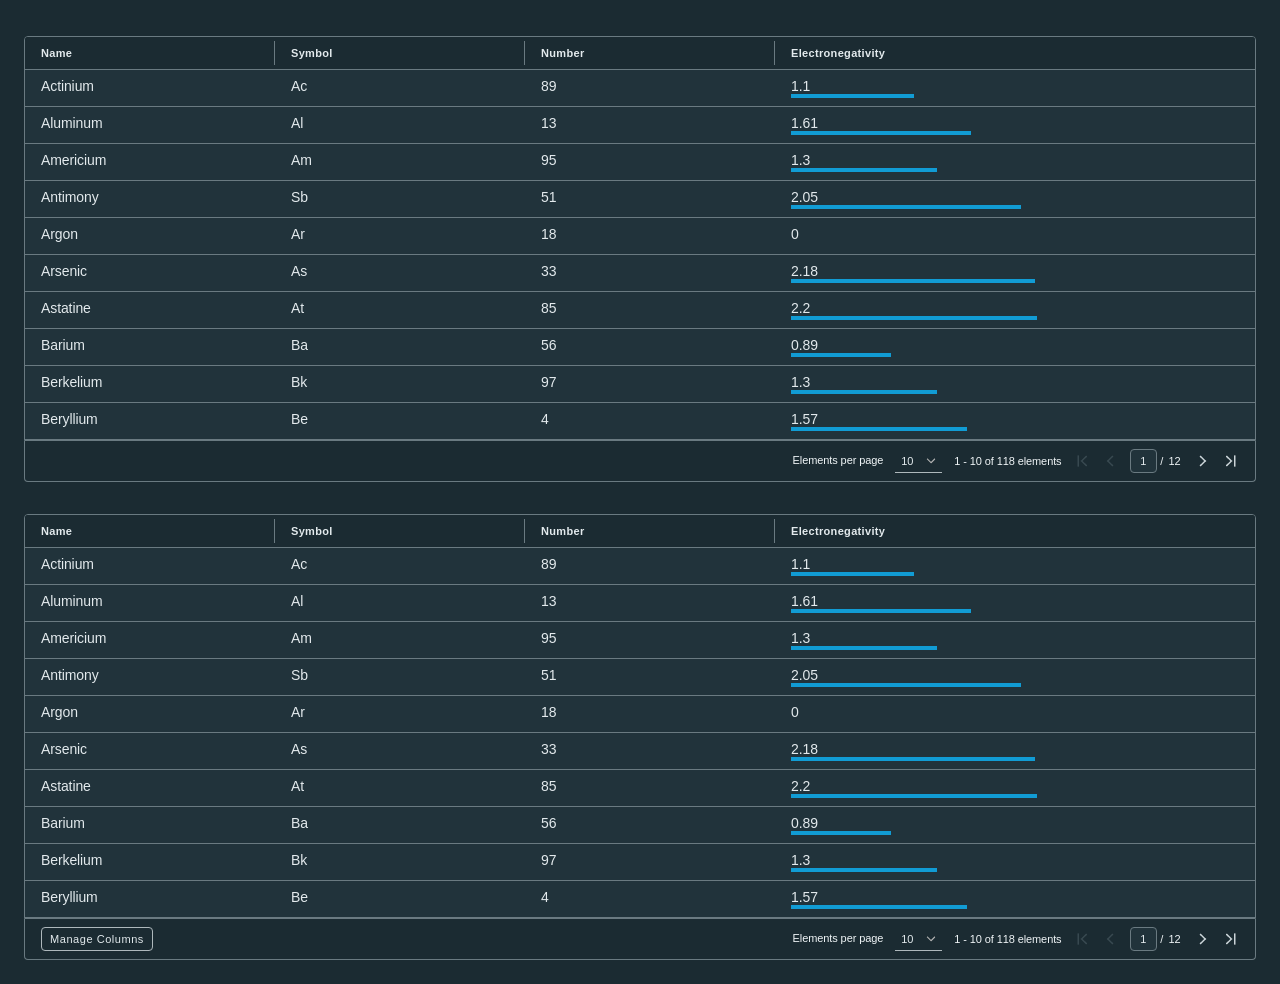 Name Symbol Number Electronegativity
Actinium Ac 89 1.1
Aluminum Al 13 1.61
Americium Am 95 1.3
Antimony Sb 51 2.05
Argon Ar 18 0
Arsenic As 33 2.18
Astatine At 85 2.2
Barium Ba 56 0.89
Berkelium Bk 97 1.3
Beryllium Be 4 1.57
Elements per page 10 1 - 10 of 118 elements 1 / 12
Name Symbol Number Electronegativity
Actinium Ac 89 1.1
Aluminum Al 13 1.61
Americium Am 95 1.3
Antimony Sb 51 2.05
Argon Ar 18 0
Arsenic As 33 2.18
Astatine At 85 2.2
Barium Ba 56 0.89
Berkelium Bk 97 1.3
Beryllium Be 4 1.57
Manage Columns Elements per page 10 1 - 10 of 118 elements 1 / 12